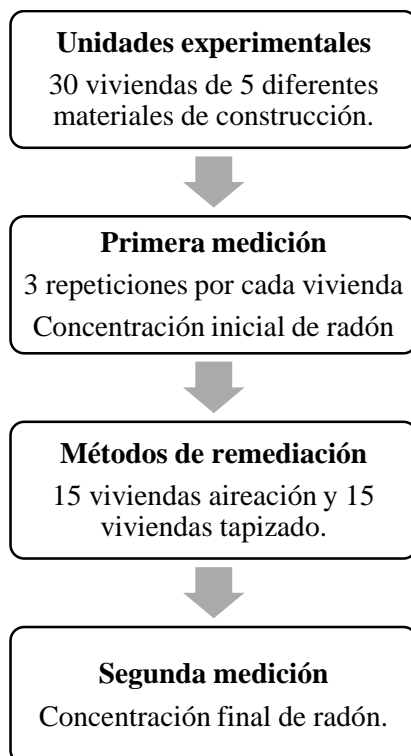 Unidades experimentales
30 viviendas de 5 diferentes
materiales de construcción.
Primera medición
3 repeticiones por cada vivienda
Concentración inicial de radón
Métodos de remediación
15 viviendas aireación y 15
viviendas tapizado.
Segunda medición
Concentración final de radón.